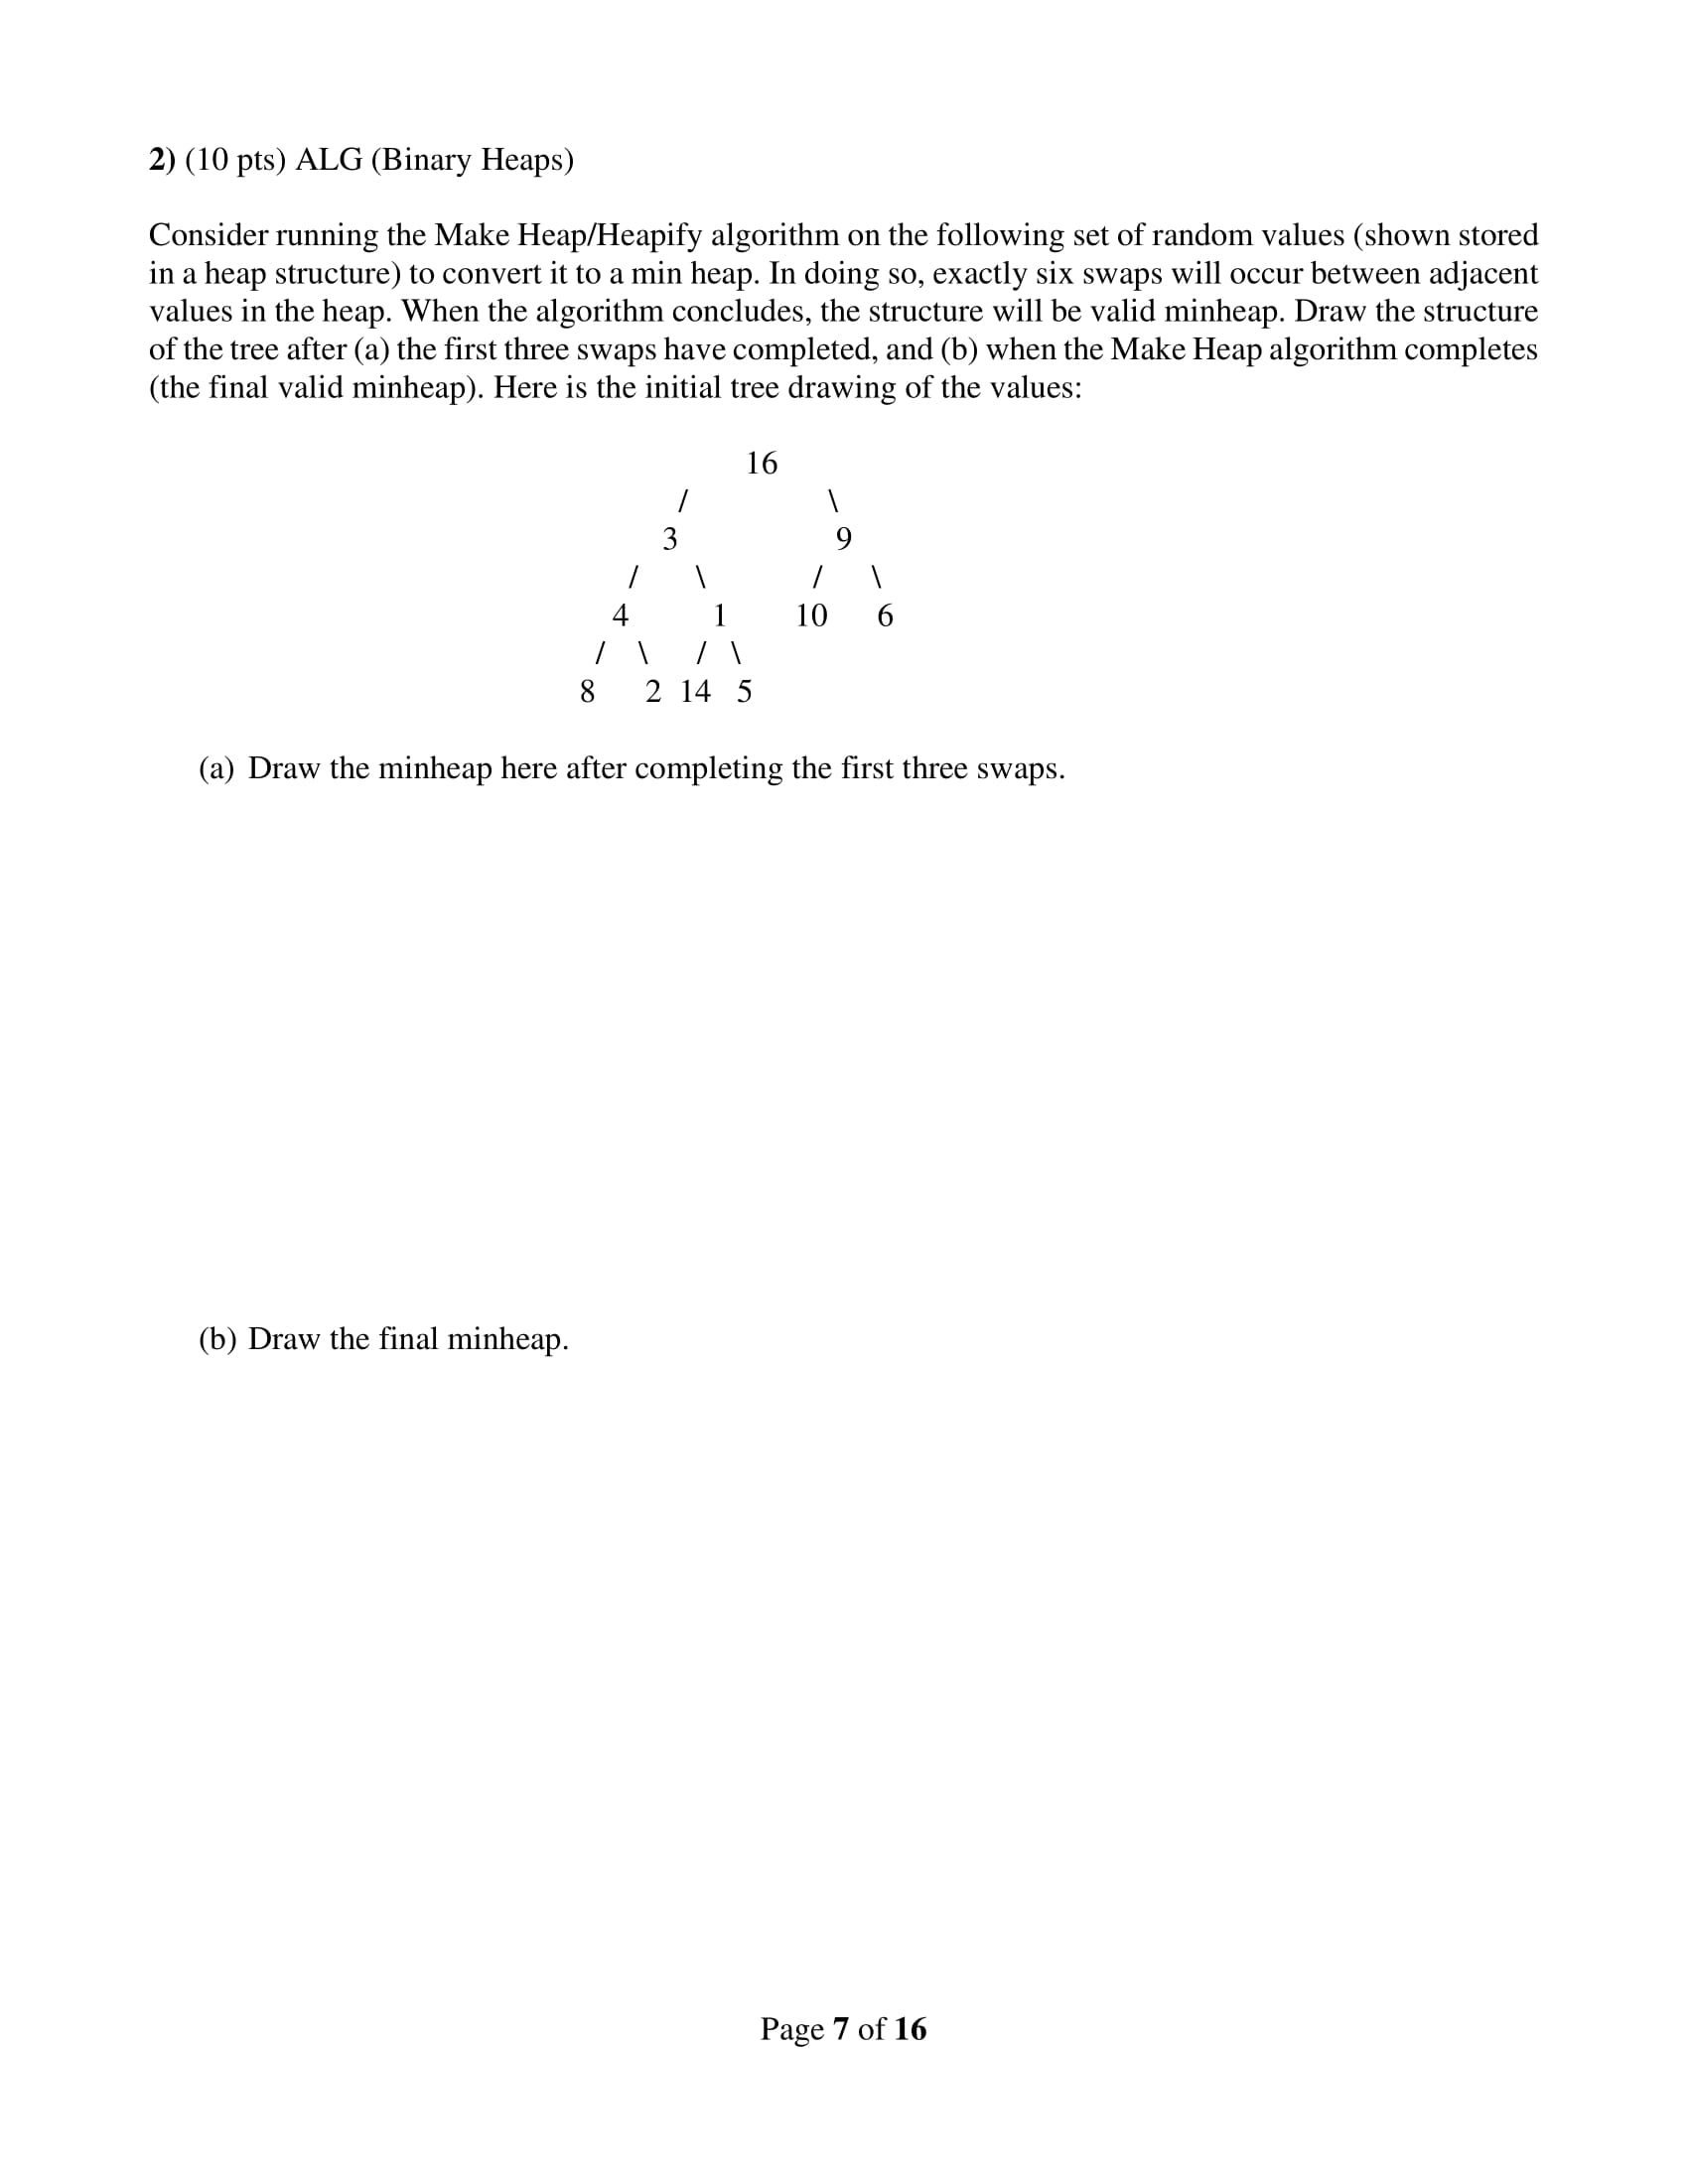 2) (10 pts) ALG (Binary Heaps)
Consider running the Make Heap/Heapify algorithm on the following set of random values (shown stored
in a heap structure) to convert it to a min heap. In doing so, exactly six swaps will occur between adjacent
values in the heap. When the algorithm concludes, the structure will be valid minheap. Draw the structure
of the tree after (a) the first three swaps have completed, and (b) when the Make Heap algorithm completes
(the final valid minheap). Here is the initial tree drawing of the values:
16
/ \
3 9
/ \ / \
4 1 10 6
/ \ / \
8 2 14 5
(a) Draw the minheap here after completing the first three swaps.
(b) Draw the final minheap.
Page 7 of 16